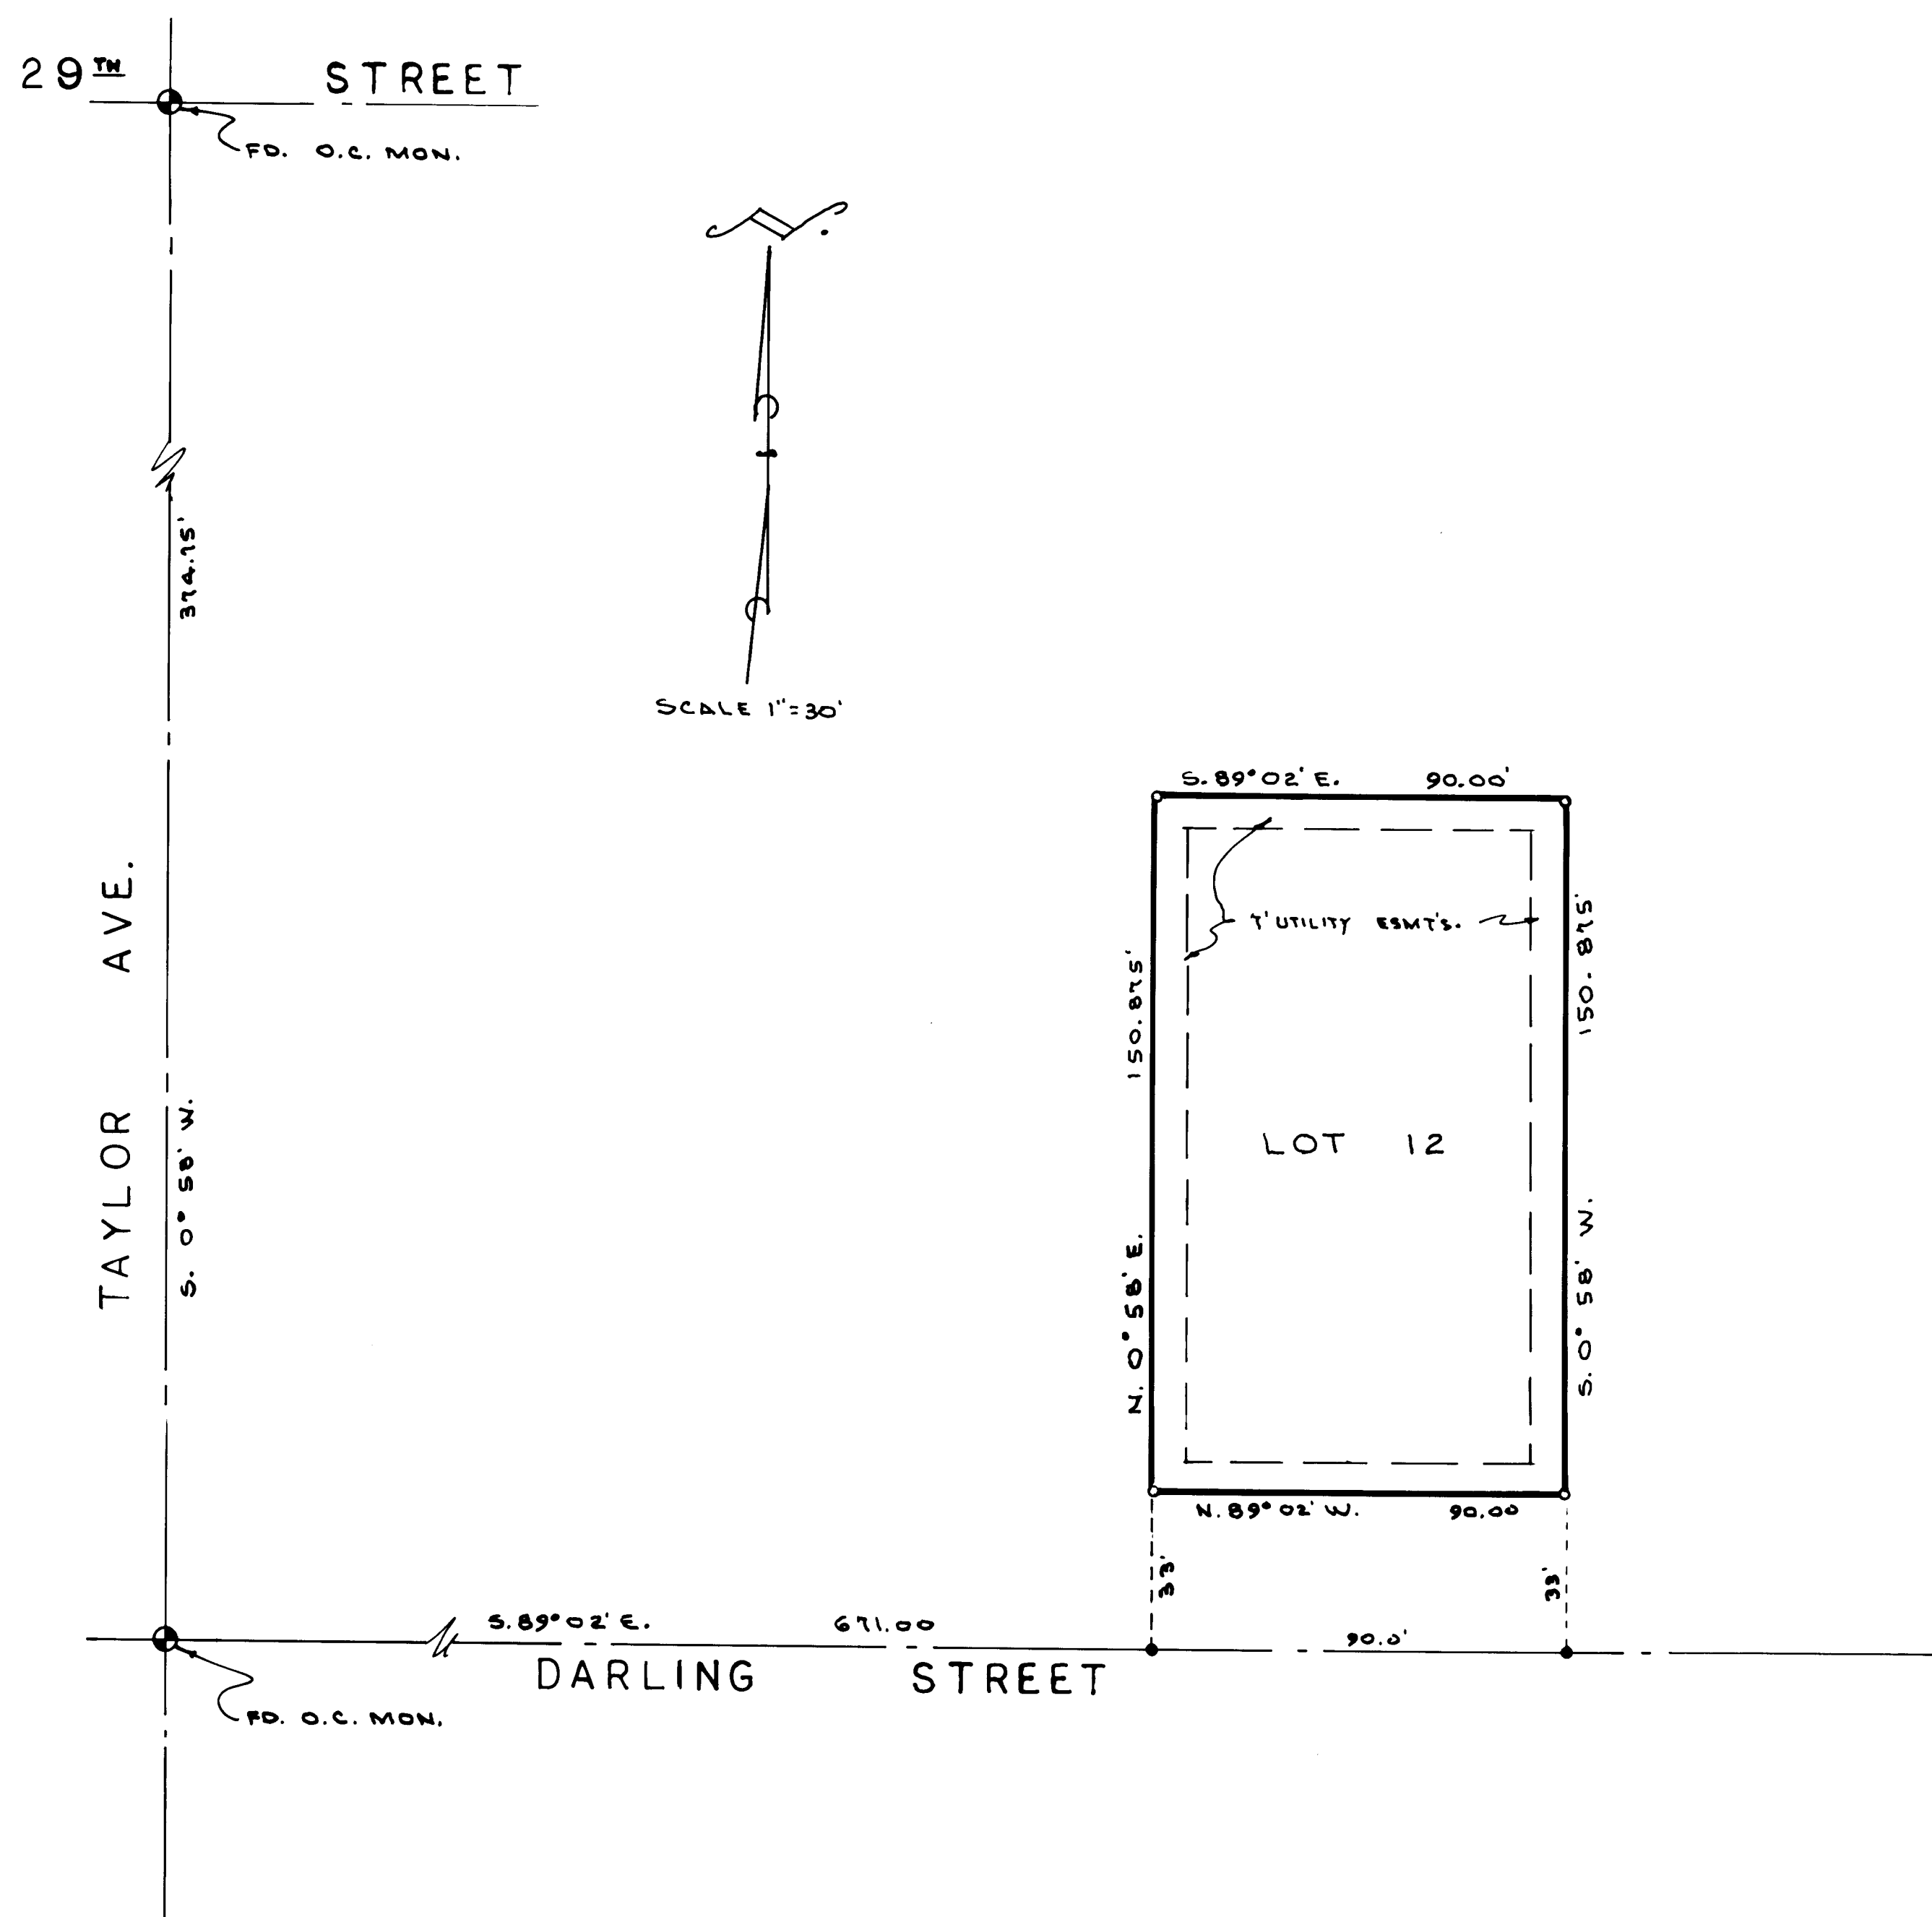 29TH STREET
FD. O.C. MON.
SCALE 1"=30'
374.75'
TAYLOR AVE.
S. 0° 58' W.
S. 89° 02' E. 90.00'
7' UTILITY ESMT'S.
150.875'
150.875'
LOT 12
N. 0° 58' E.
S. 0° 58' W.
N. 89° 02' W. 90.00
33'
33'
S. 89° 02' E. 671.00
90.0'
DARLING STREET
FD. O.C. MON.